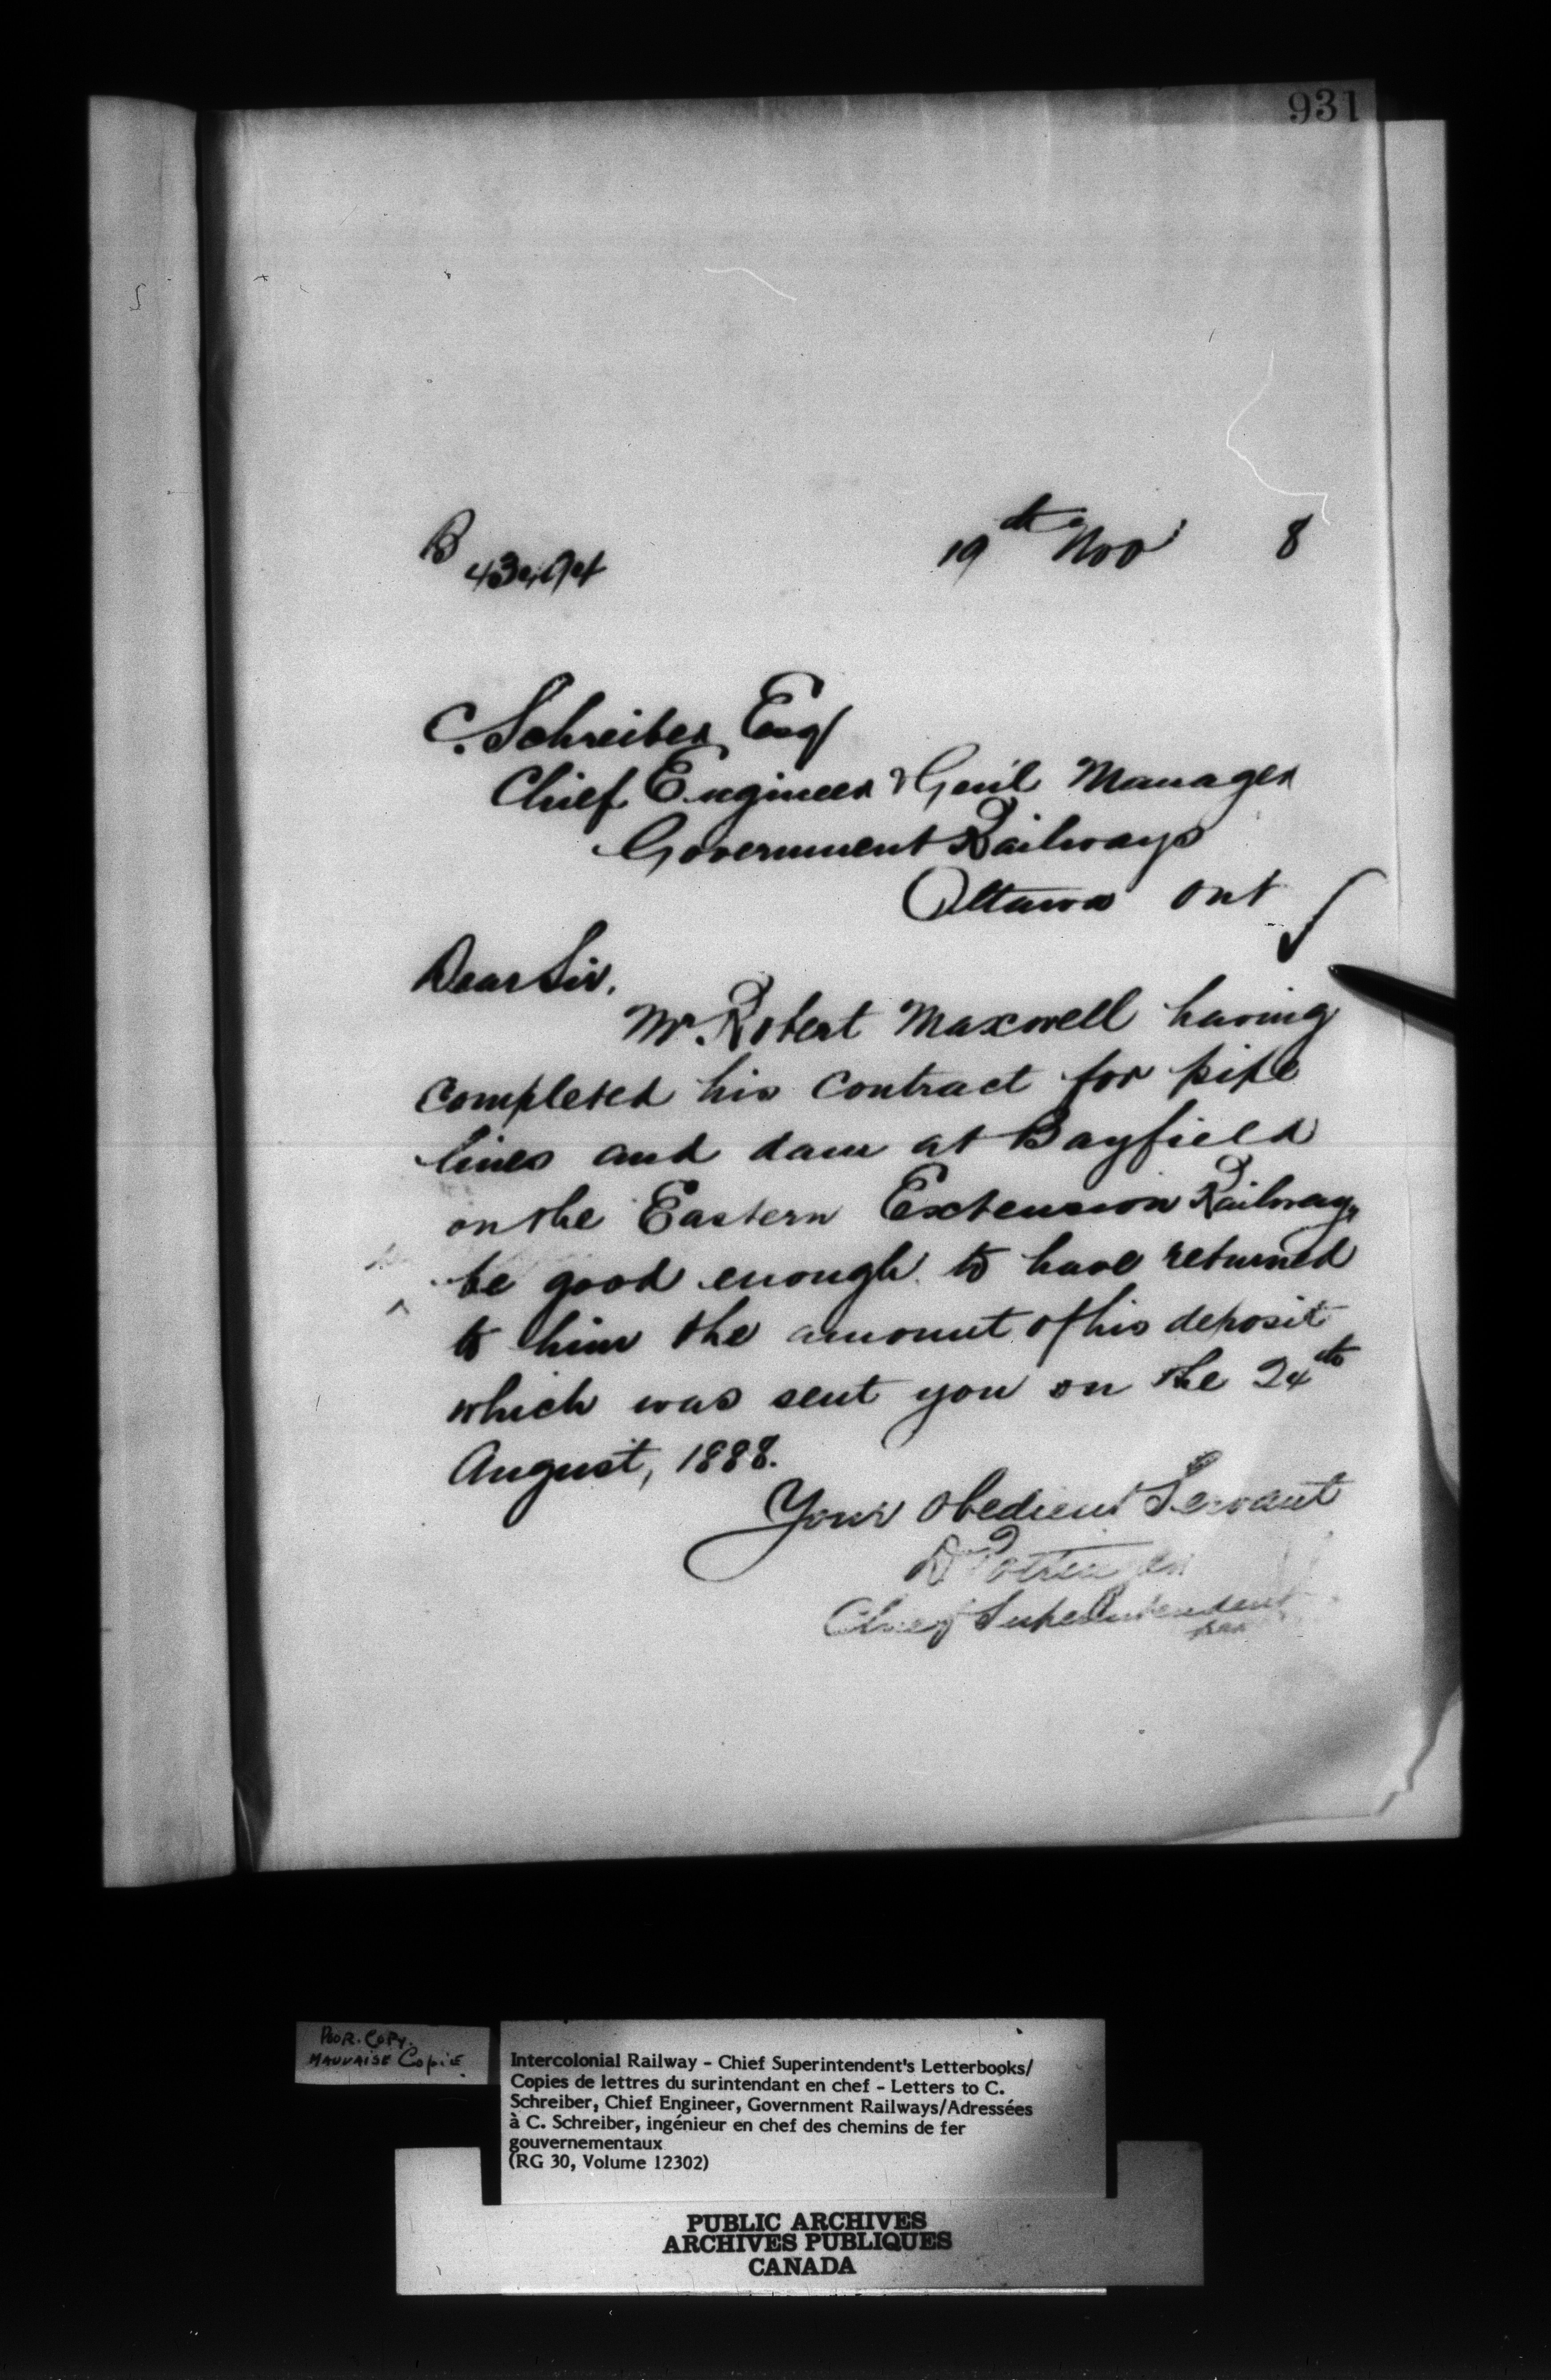 931
B
19th Nov 8
C. Schreiber Esq
Chief Engineer & Gen'l Manager
Government Railways
Ottawa Ont
Dear Sir,
Mr. Robert Maxwell having
completed his contract for pipe
lines and dam at Bayfield
on the Eastern Extension Railway,
be good enough to have returned
to him the amount of his deposit
which was sent you on the 24th
August, 1888.
Your Obedient Servant
D Pottinger
Chief Superintendent
POOR. COPY.
MAUVAISE COPIE.
Intercolonial Railway - Chief Superintendent's Letterbooks/
Copies de lettres du surintendant en chef - Letters to C.
Schreiber, Chief Engineer, Government Railways/Adressées
à C. Schreiber, ingénieur en chef des chemins de fer
gouvernementaux
(RG 30, Volume 12302)
PUBLIC ARCHIVES
ARCHIVES PUBLIQUES
CANADA